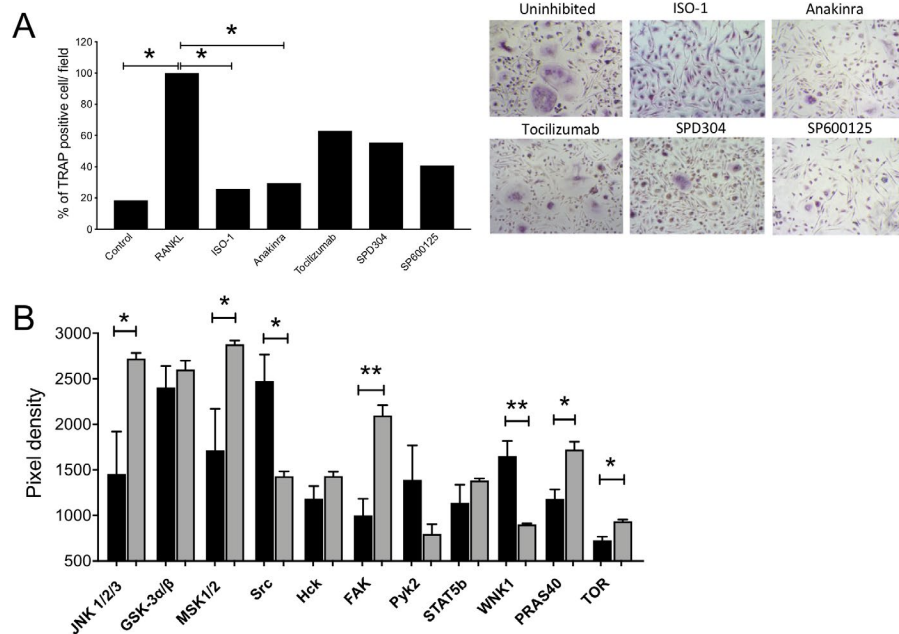 A
% of TRAP positive cell/ field
120
100
80
60
40
20
0
* * *
Control RANKL ISO-1 Anakinra Tocilizumab SPD304 SP600125
Uninhibited ISO-1 Anakinra
Tocilizumab SPD304 SP600125
B
Pixel density
3000
2500
2000
1500
1000
500
* * * ** ** * *
JNK 1/2/3 GSK-3α/β MSK1/2 Src Hck FAK Pyk2 STAT5b WNK1 PRAS40 TOR